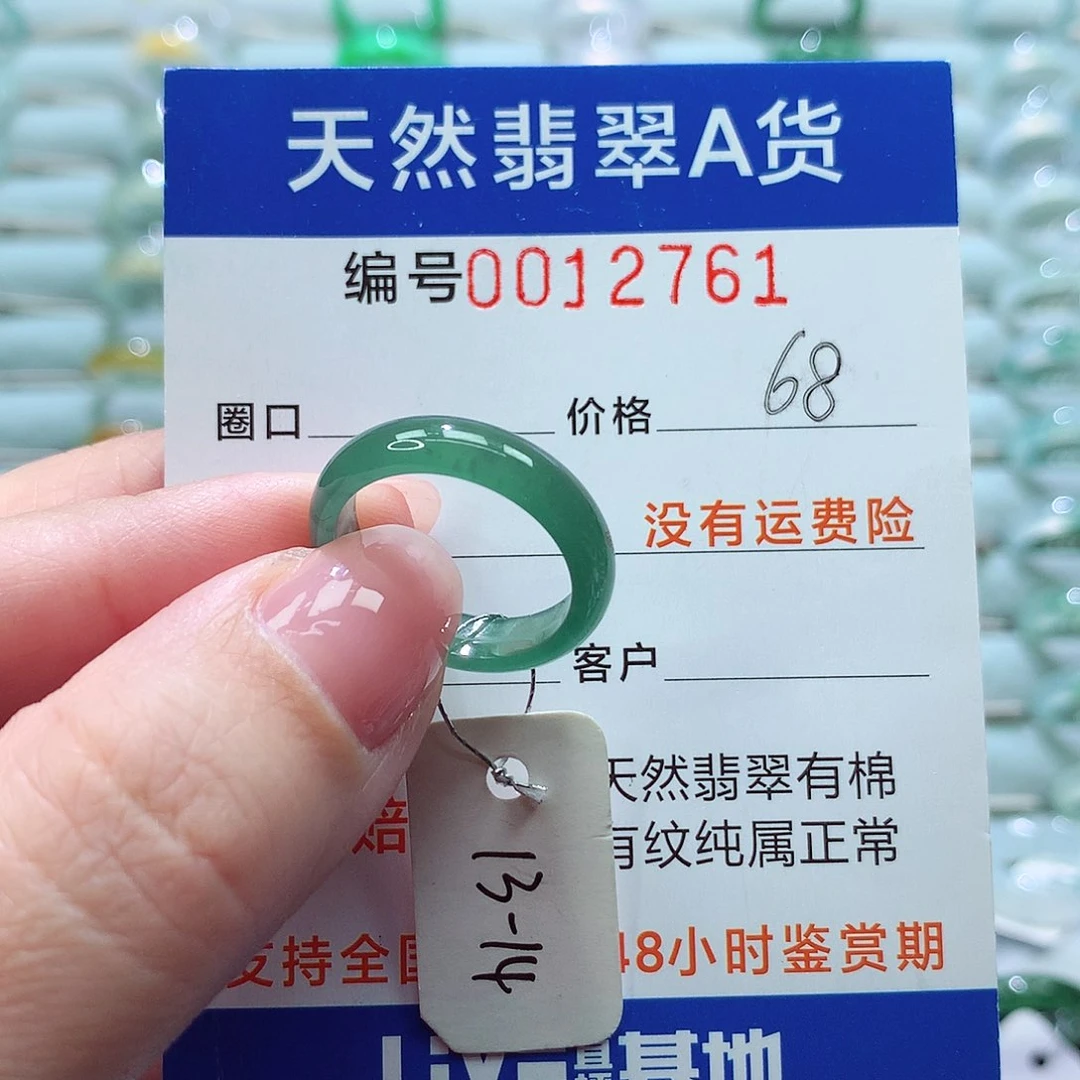 天然翡翠A货
编号0012761
圈口 价格 68
没有运费险
客户
天然翡翠有棉
赔 有纹纯属正常
支持全国 48小时鉴赏期
13-14
基地